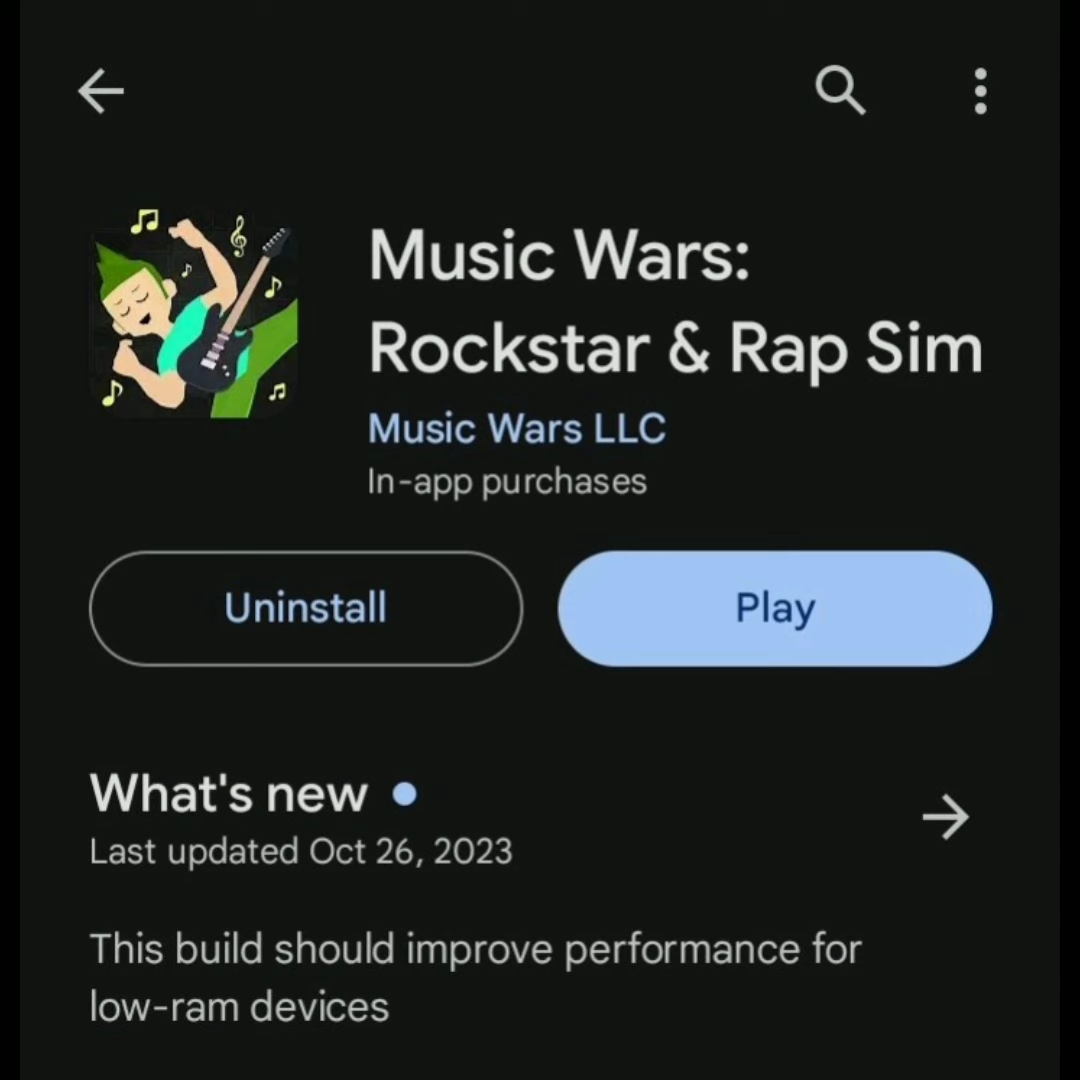 Music Wars:
Rockstar & Rap Sim
Music Wars LLC
In-app purchases
Uninstall
Play
What's new
Last updated Oct 26, 2023
This build should improve performance for
low-ram devices